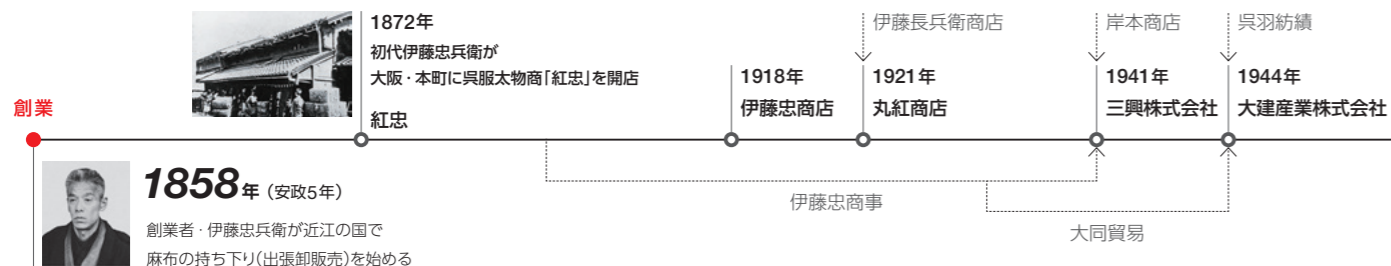 創業
1858年 (安政5年)
創業者・伊藤忠兵衛が近江の国で
麻布の持ち下り(出張卸販売)を始める
1872年
初代伊藤忠兵衛が
大阪・本町に呉服太物商「紅忠」を開店
紅忠
1918年
伊藤忠商店
伊藤長兵衛商店
1921年
丸紅商店
岸本商店
1941年
三興株式会社
呉羽紡績
1944年
大建産業株式会社
伊藤忠商事
大同貿易